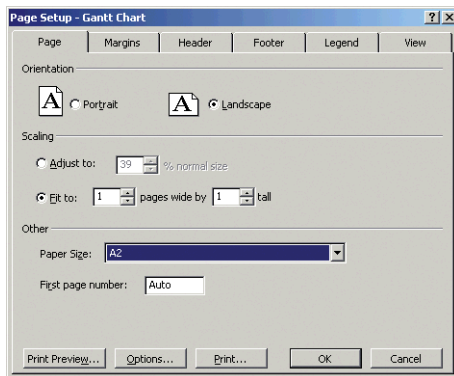 Page Setup - Gantt Chart
Page Margins Header Footer Legend View
Orientation
A Portrait A Landscape
Scaling
Adjust to: 39 % normal size
Fit to: 1 pages wide by 1 tall
Other
Paper Size: A2
First page number: Auto
Print Preview... Options... Print... OK Cancel